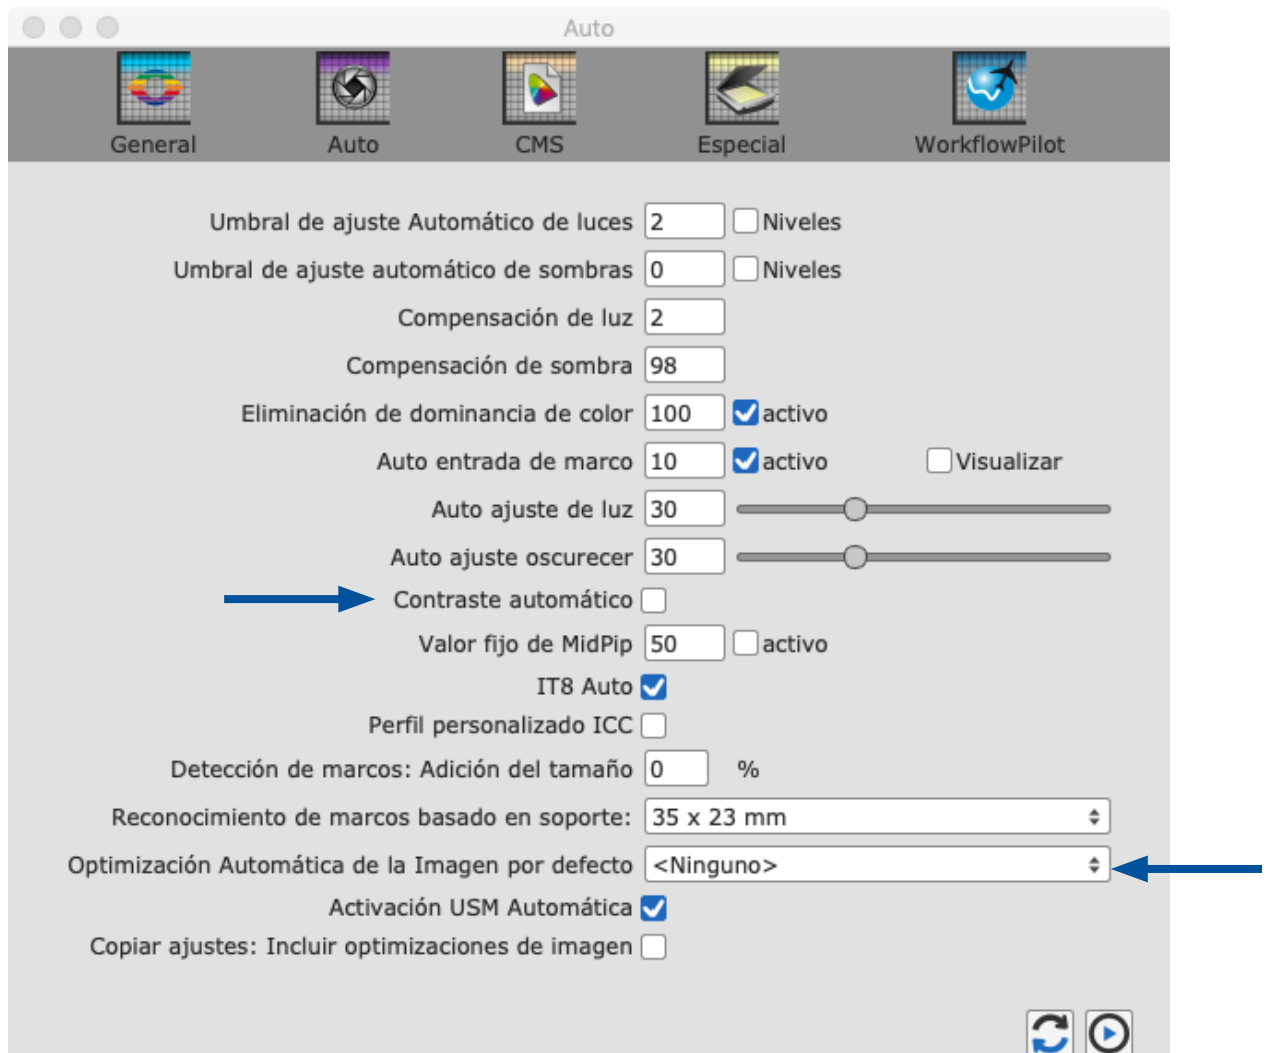 Auto
General Auto CMS Especial WorkflowPilot
Umbral de ajuste Automático de luces 2 Niveles
Umbral de ajuste automático de sombras 0 Niveles
Compensación de luz 2
Compensación de sombra 98
Eliminación de dominancia de color 100 activo
Auto entrada de marco 10 activo Visualizar
Auto ajuste de luz 30
Auto ajuste oscurecer 30
Contraste automático
Valor fijo de MidPip 50 activo
IT8 Auto
Perfil personalizado ICC
Detección de marcos: Adición del tamaño 0 %
Reconocimiento de marcos basado en soporte: 35 x 23 mm
Optimización Automática de la Imagen por defecto <Ninguno>
Activación USM Automática
Copiar ajustes: Incluir optimizaciones de imagen